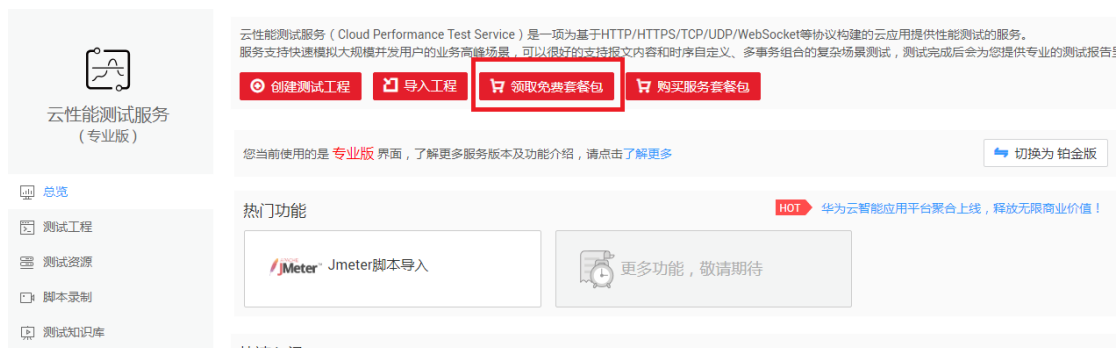 云性能测试服务（Cloud Performance Test Service）是一项为基于HTTP/HTTPS/TCP/UDP/WebSocket等协议构建的云应用提供性能测试的服务。
服务支持快速模拟大规模并发用户的业务高峰场景，可以很好的支持报文内容和时序自定义、多事务组合的复杂场景测试，测试完成后会为您提供专业的测试报告
创建测试工程 导入工程 领取免费套餐包 购买服务套餐包
云性能测试服务
（专业版）
您当前使用的是 专业版 界面，了解更多服务版本及功能介绍，请点击了解更多
切换为 铂金版
总览
测试工程
测试资源
脚本录制
测试知识库
热门功能
HOT 华为云智能应用平台聚合上线，释放无限商业价值！
APACHE JMeter™ Jmeter脚本导入
更多功能，敬请期待